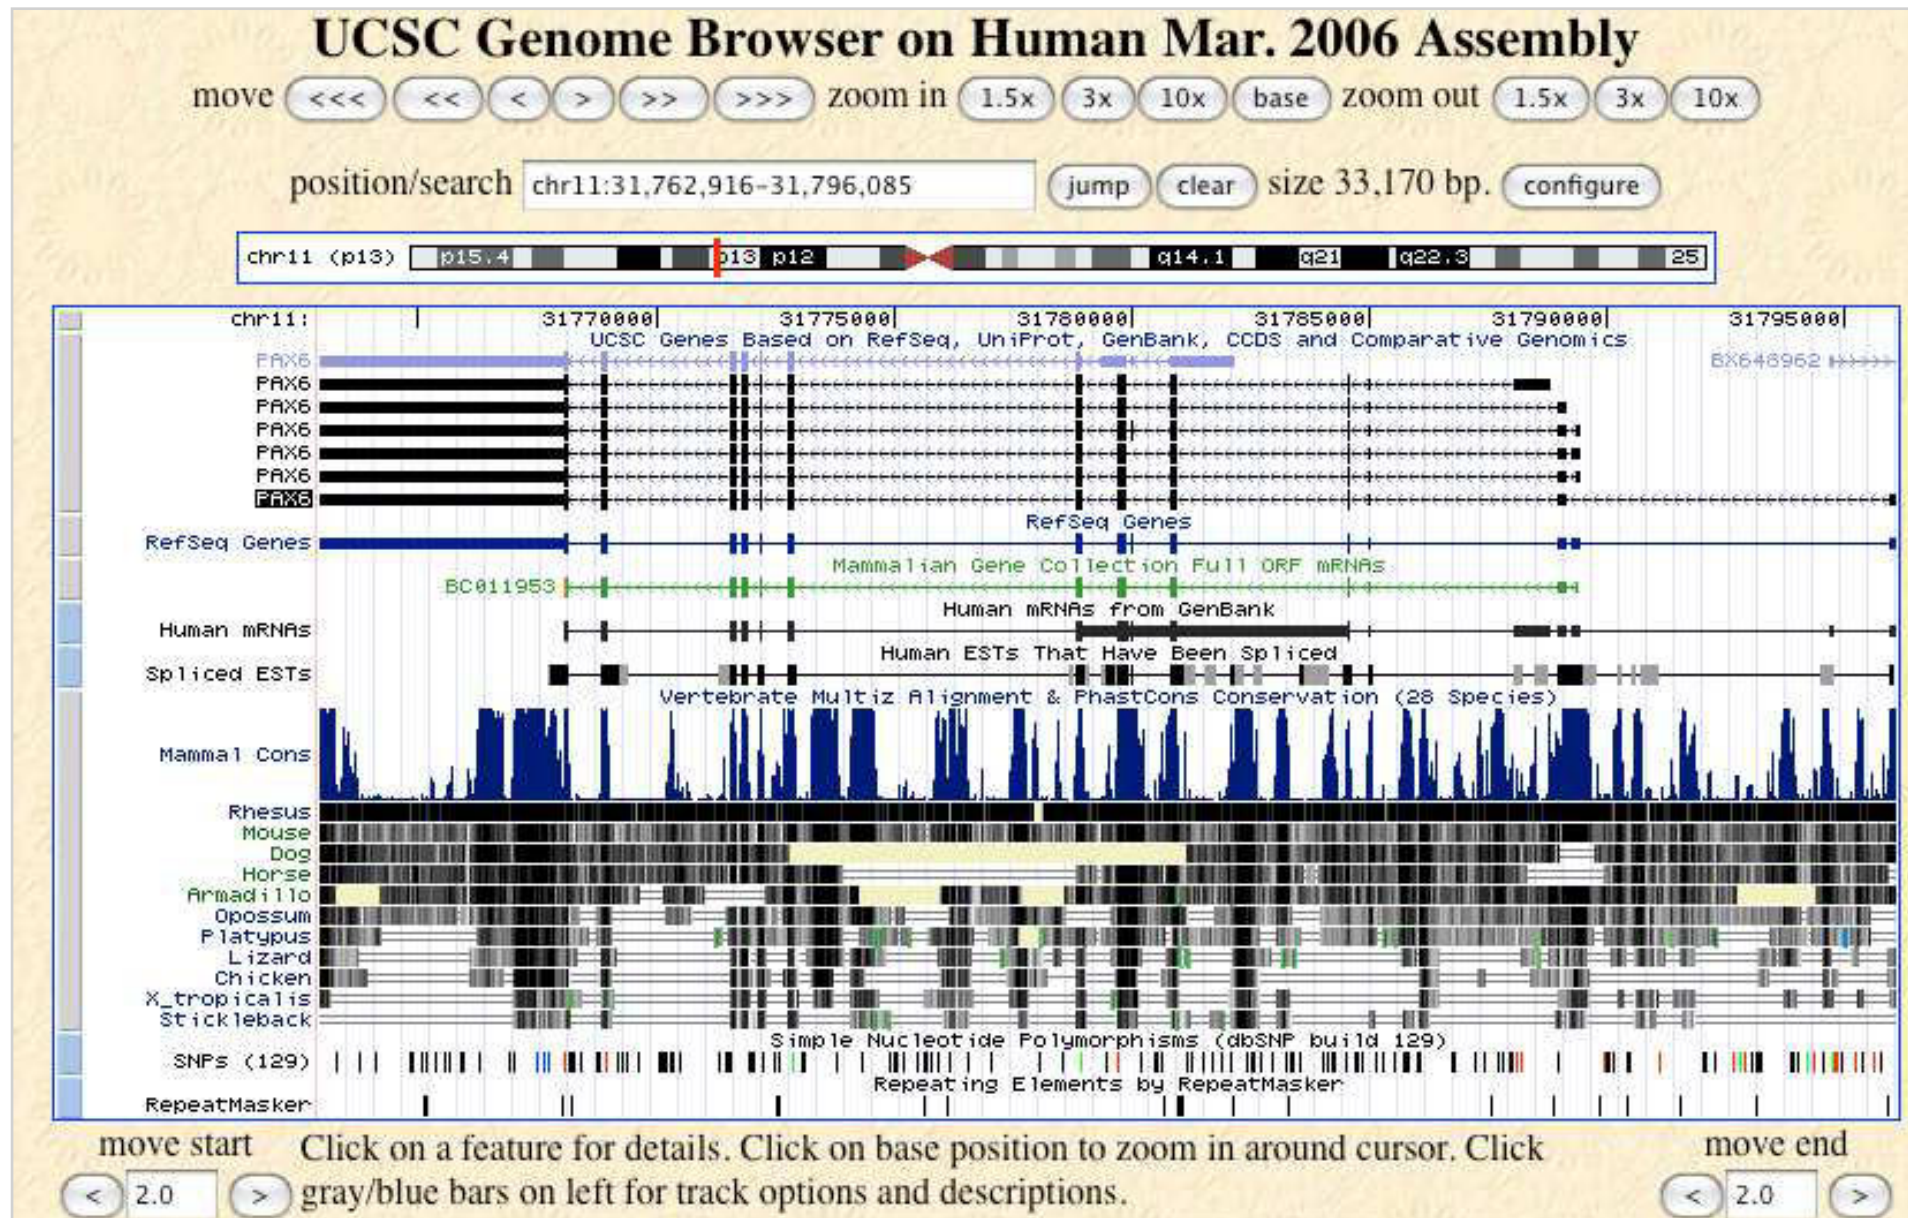 UCSC Genome Browser on Human Mar. 2006 Assembly
move <<< << < > >> >>> zoom in 1.5x 3x 10x base zoom out 1.5x 3x 10x
position/search chr11:31,762,916-31,796,085 jump clear size 33,170 bp. configure
chr11 (p13) p15.4 p13 p12 q14.1 q21 q22.3 25
chr11: 31770000 31775000 31780000 31785000 31790000 31795000
UCSC Genes Based on RefSeq, UniProt, GenBank, CCDS and Comparative Genomics
PAX6 BX648962
PAX6
PAX6
PAX6
PAX6
PAX6
PAX6
RefSeq Genes
RefSeq Genes
Mammalian Gene Collection Full ORF mRNAs
BC011953
Human mRNAs from GenBank
Human mRNAs
Human ESTs That Have Been Spliced
Spliced ESTs
Vertebrate Multiz Alignment & PhastCons Conservation (28 Species)
Mammal Cons
Rhesus
Mouse
Dog
Horse
Armadillo
Opossum
Platypus
Lizard
Chicken
X_tropicalis
Stickleback
Simple Nucleotide Polymorphisms (dbSNP build 129)
SNPs (129)
Repeating Elements by RepeatMasker
RepeatMasker
move start Click on a feature for details. Click on base position to zoom in around cursor. Click move end
< 2.0 > gray/blue bars on left for track options and descriptions. < 2.0 >